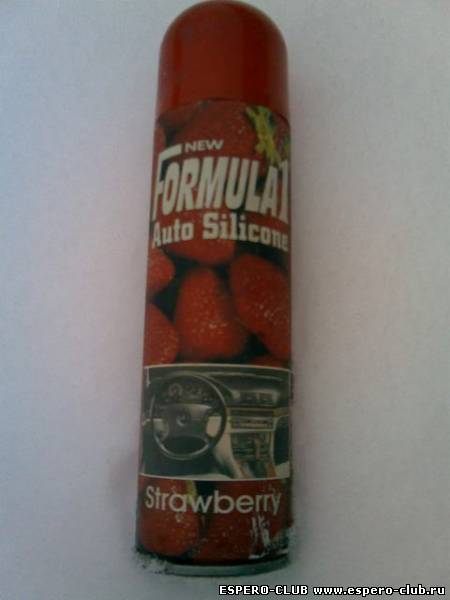 NEW
FORMULA1
Auto Silicone
Strawberry
ESPERO-CLUB www.espero-club.ru